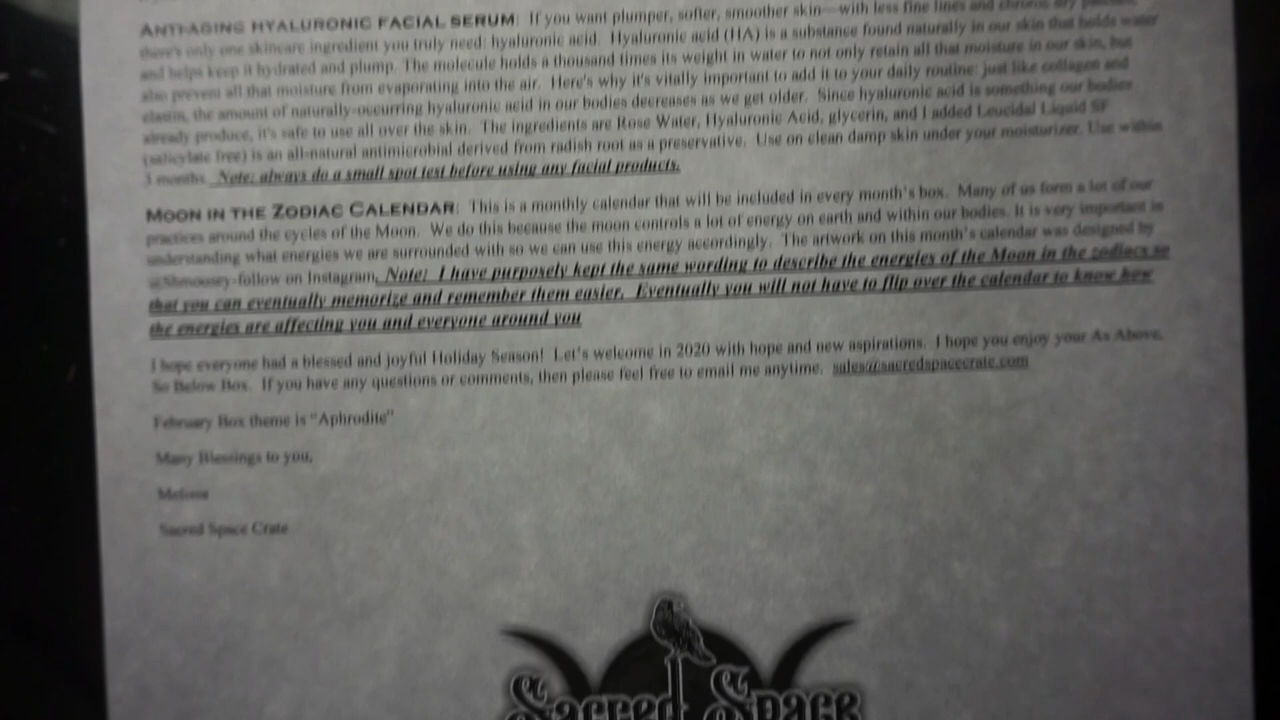 ANTI-AGING HYALURONIC FACIAL SERUM: If you want plumper, softer, smoother skin—with less fine lines and chronic dry
there's only one skincare ingredient you truly need: hyaluronic acid. Hyaluronic acid (HA) is a substance found naturally in our skin that holds water
and helps keep it hydrated and plump. The molecule holds a thousand times its weight in water to not only retain all that moisture in our skin, but
also prevent all that moisture from evaporating into the air. Here's why it's vitally important to add it to your daily routine: just like collagen and
elastin, the amount of naturally-occurring hyaluronic acid in our bodies decreases as we get older. Since hyaluronic acid is something our bodies
already produce, it's safe to use all over the skin. The ingredients are Rose Water, Hyaluronic Acid, glycerin, and I added Leucidal Liquid SF
(salicylate free) is an all-natural antimicrobial derived from radish root as a preservative. Use on clean damp skin under your moisturizer. Use within
3 months. Note: always do a small spot test before using any facial products.
MOON IN THE ZODIAC CALENDAR: This is a monthly calendar that will be included in every month's box. Many of us form a lot of our
practices around the cycles of the Moon. We do this because the moon controls a lot of energy on earth and within our bodies. It is very important in
understanding what energies we are surrounded with so we can use this energy accordingly. The artwork on this month's calendar was designed by
-follow on Instagram. Note: I have purposely kept the same wording to describe the energies of the Moon in the zodiacs so
that you can eventually memorize and remember them easier. Eventually you will not have to flip over the calendar to know how
the energies are affecting you and everyone around you
I hope everyone had a blessed and joyful Holiday Season! Let's welcome in 2020 with hope and new aspirations. I hope you enjoy your As Above,
So Below Box. If you have any questions or comments, then please feel free to email me anytime. sales@sacredspacecrate.com
February Box theme is "Aphrodite"
Many Blessings to you,
Melissa
Sacred Space Crate
Sacred Space